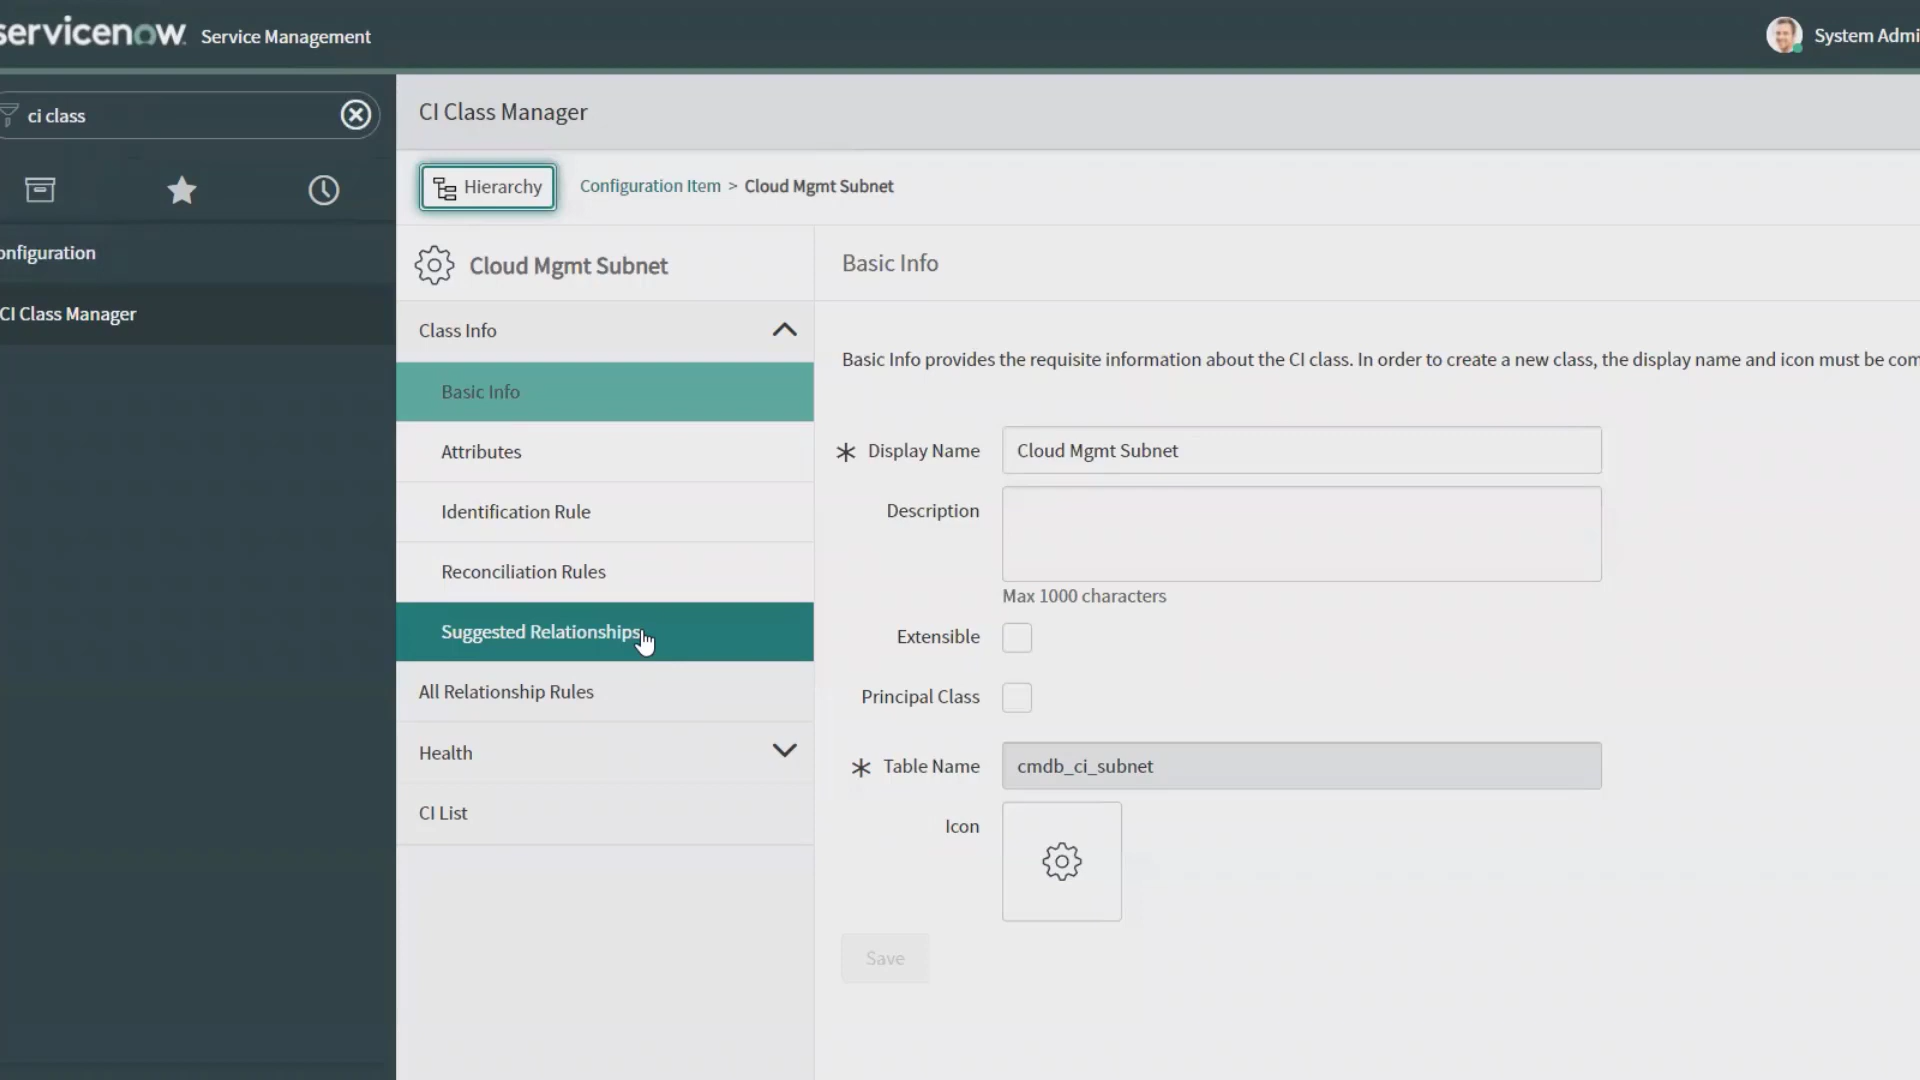 servicenow Service Management
System Admi
ci class
CI Class Manager
Hierarchy
Configuration Item > Cloud Mgmt Subnet
onfiguration
CI Class Manager
Cloud Mgmt Subnet
Class Info
Basic Info
Attributes
Identification Rule
Reconciliation Rules
Suggested Relationships
All Relationship Rules
Health
CI List
Basic Info
Basic Info provides the requisite information about the CI class. In order to create a new class, the display name and icon must be com
* Display Name Cloud Mgmt Subnet
Description
Max 1000 characters
Extensible
Principal Class
* Table Name cmdb_ci_subnet
Icon
Save